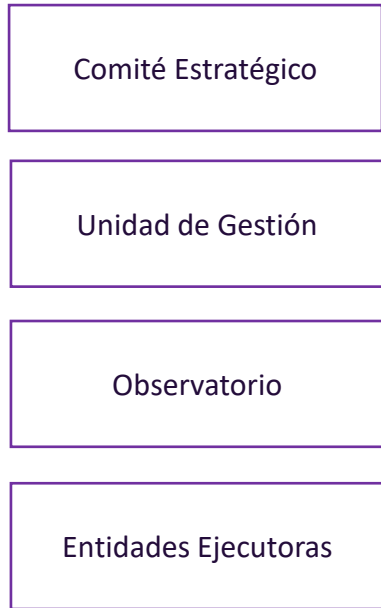 Comité Estratégico
Unidad de Gestión
Observatorio
Entidades Ejecutoras